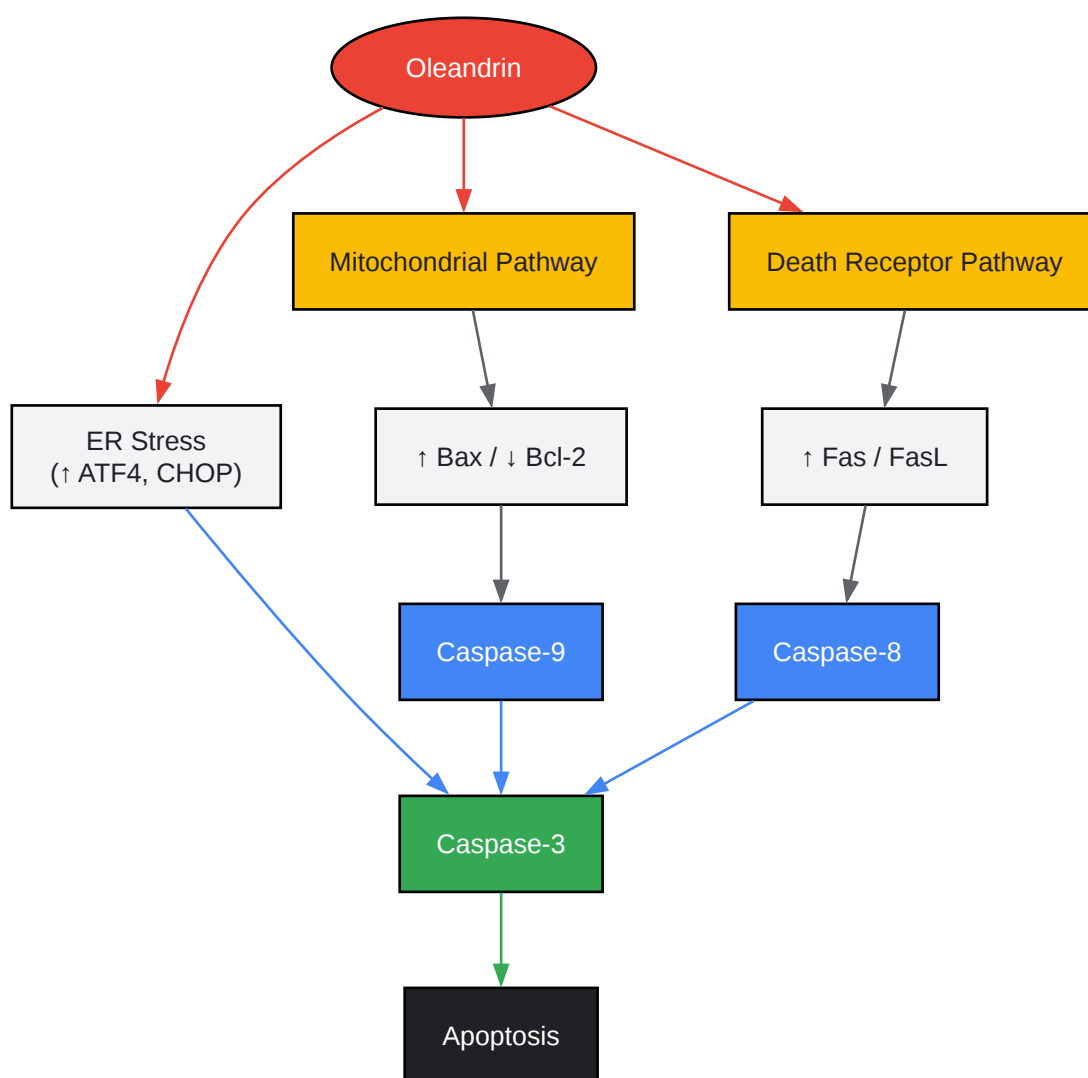 Oleandrin
Mitochondrial Pathway
Death Receptor Pathway
ER Stress
(↑ ATF4, CHOP)
↑ Bax / ↓ Bcl-2
↑ Fas / FasL
Caspase-9
Caspase-8
Caspase-3
Apoptosis